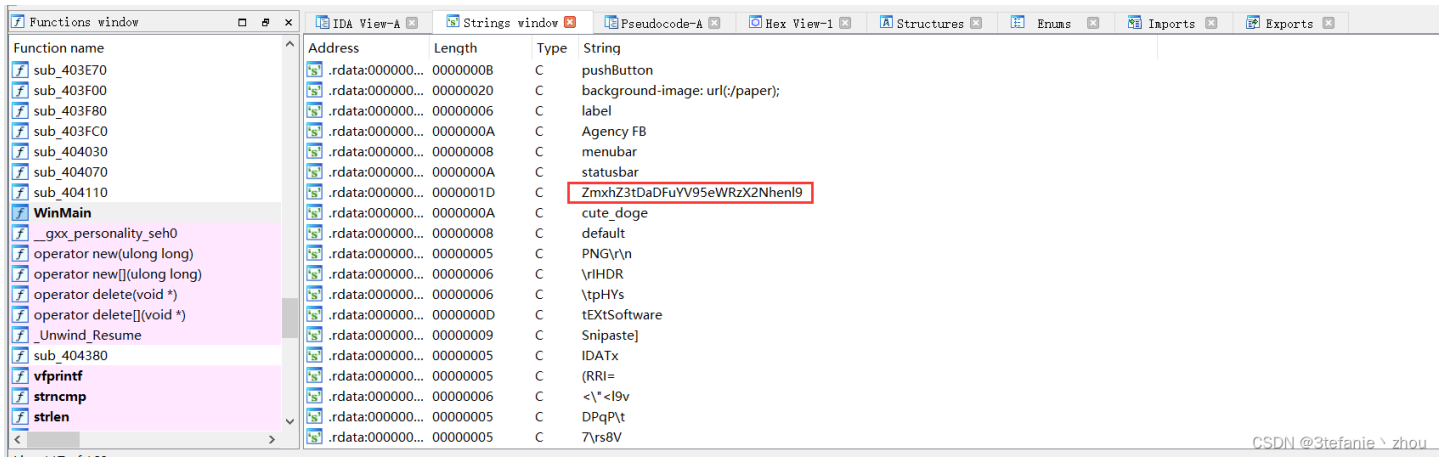 Functions window
IDA View-A Strings window Pseudocode-A Hex View-1 Structures Enums Imports Exports
Function name
sub_403E70
sub_403F00
sub_403F80
sub_403FC0
sub_404030
sub_404070
sub_404110
WinMain
__gxx_personality_seh0
operator new(ulong long)
operator new[](ulong long)
operator delete(void *)
operator delete[](void *)
_Unwind_Resume
sub_404380
vfprintf
strncmp
strlen
Address Length Type String
.rdata:000000... 0000000B C pushButton
.rdata:000000... 00000020 C background-image: url(:/paper);
.rdata:000000... 00000006 C label
.rdata:000000... 0000000A C Agency FB
.rdata:000000... 00000008 C menubar
.rdata:000000... 0000000A C statusbar
.rdata:000000... 0000001D C ZmxhZ3tDaDFuYV95eWRzX2Nhenl9
.rdata:000000... 0000000A C cute_doge
.rdata:000000... 00000008 C default
.rdata:000000... 00000005 C PNG\r\n
.rdata:000000... 00000006 C \rIHDR
.rdata:000000... 00000006 C \tpHYs
.rdata:000000... 0000000D C tEXtSoftware
.rdata:000000... 00000009 C Snipaste]
.rdata:000000... 00000005 C IDATx
.rdata:000000... 00000005 C (RRI=
.rdata:000000... 00000006 C <\"<l9v
.rdata:000000... 00000005 C DPqP\t
.rdata:000000... 00000005 C 7\rs8V
CSDN @3tefanie丶zhou